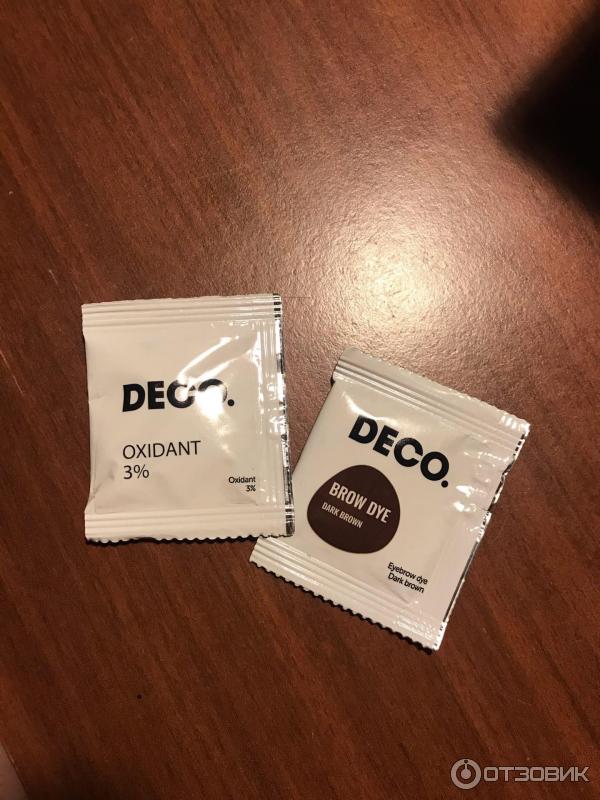 DECO.
OXIDANT
3%
Oxidant
3%
DECO.
BROW DYE
DARK BROWN
Eyebrow dye
Dark brown
ОТЗОВИК